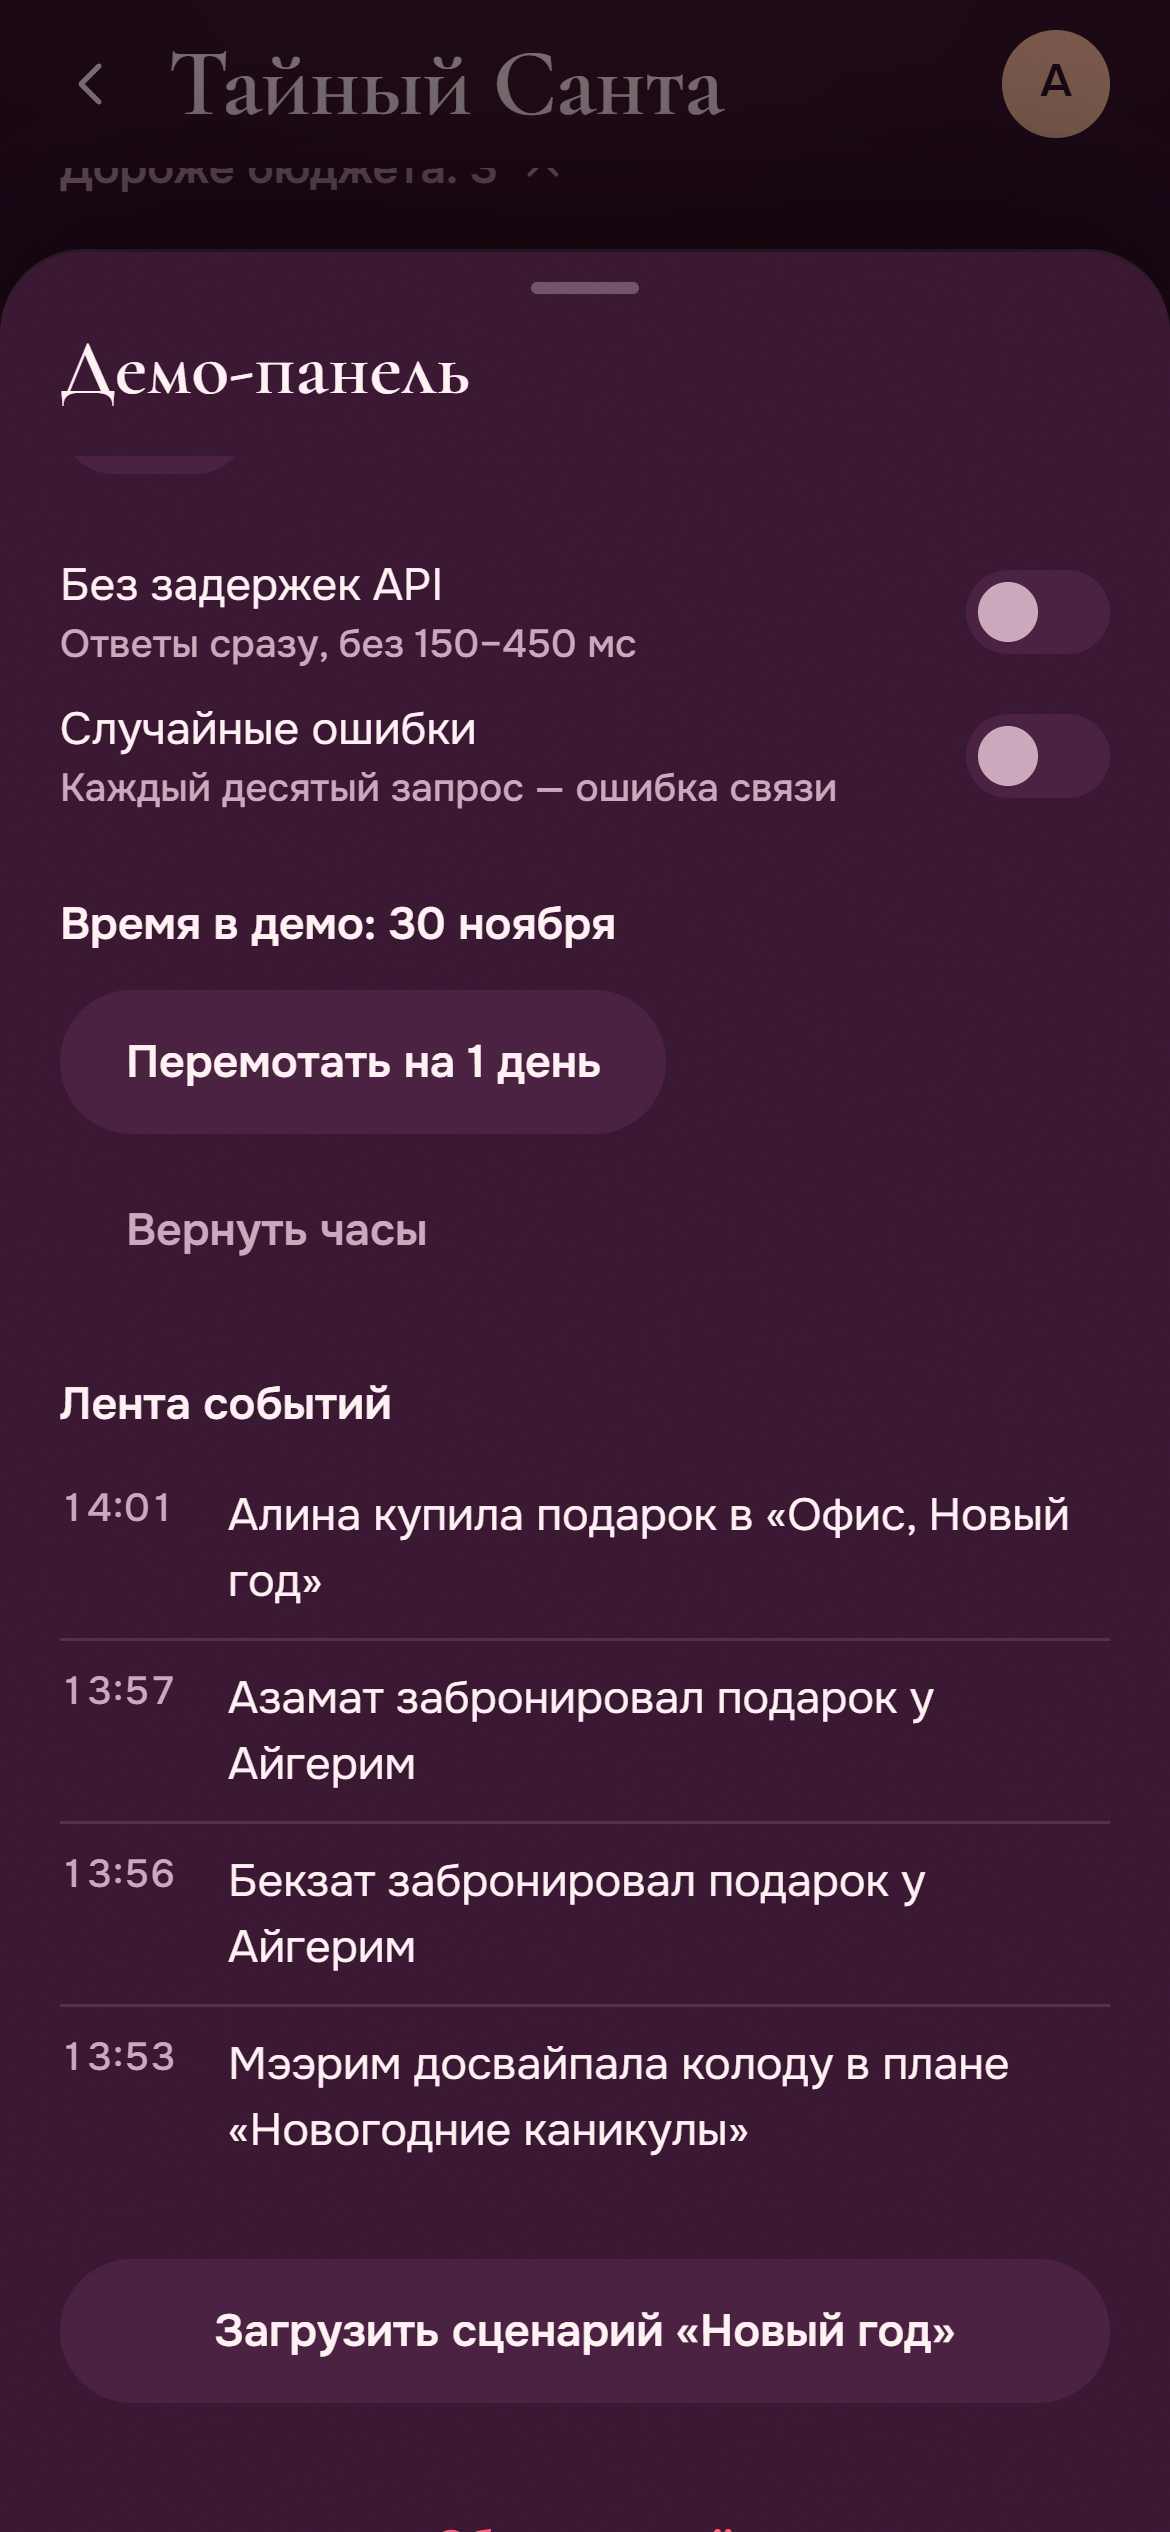 Тайный Санта
А
Дороже бюджета: 3
Демо-панель
Без задержек API
Ответы сразу, без 150–450 мс
Случайные ошибки
Каждый десятый запрос — ошибка связи
Время в демо: 30 ноября
Перемотать на 1 день
Вернуть часы
Лента событий
14:01
Алина купила подарок в «Офис, Новый
год»
13:57
Азамат забронировал подарок у
Айгерим
13:56
Бекзат забронировал подарок у
Айгерим
13:53
Мээрим досвайпала колоду в плане
«Новогодние каникулы»
Загрузить сценарий «Новый год»